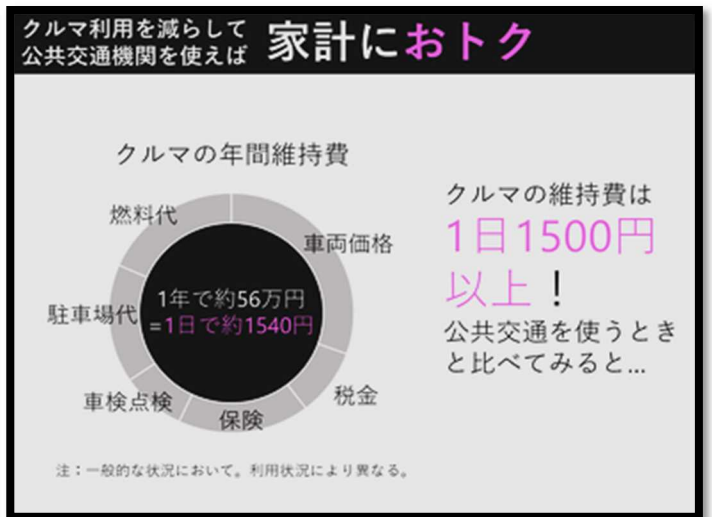 クルマ利用を減らして
公共交通機関を使えば
家計におトク
クルマの年間維持費
燃料代
車両価格
駐車場代
1年で約56万円
=1日で約1540円
車検点検
保険
税金
注：一般的な状況において。利用状況により異なる。
クルマの維持費は
1日1500円
以上！
公共交通を使うとき
と比べてみると...